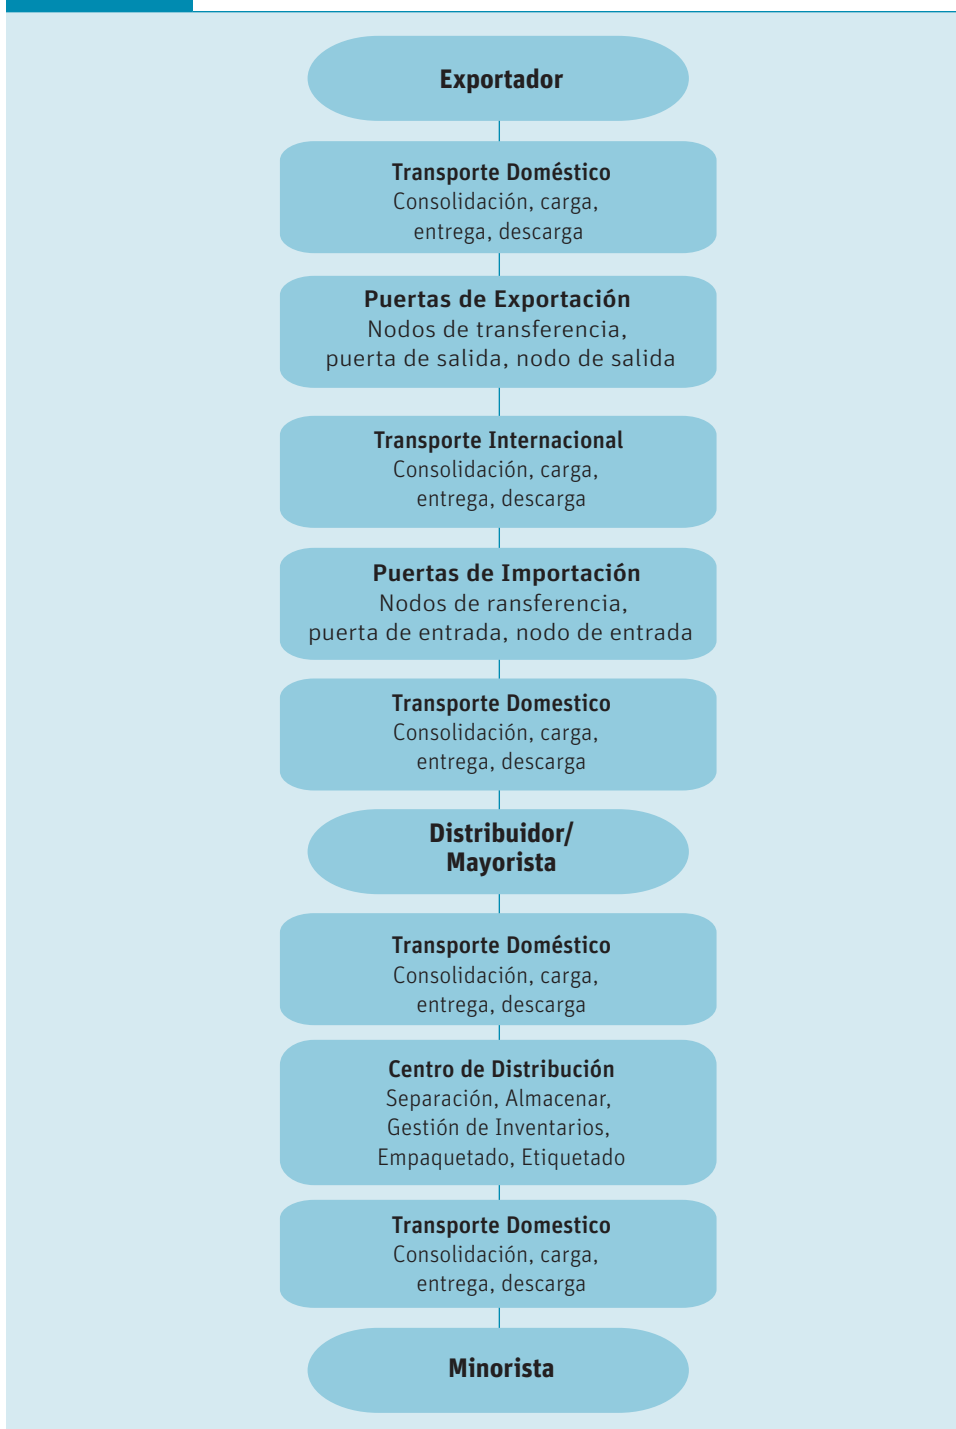 Exportador
Transporte Doméstico
Consolidación, carga,
entrega, descarga
Puertas de Exportación
Nodos de transferencia,
puerta de salida, nodo de salida
Transporte Internacional
Consolidación, carga,
entrega, descarga
Puertas de Importación
Nodos de ransferencia,
puerta de entrada, nodo de entrada
Transporte Domestico
Consolidación, carga,
entrega, descarga
Distribuidor/
Mayorista
Transporte Doméstico
Consolidación, carga,
entrega, descarga
Centro de Distribución
Separación, Almacenar,
Gestión de Inventarios,
Empaquetado, Etiquetado
Transporte Domestico
Consolidación, carga,
entrega, descarga
Minorista